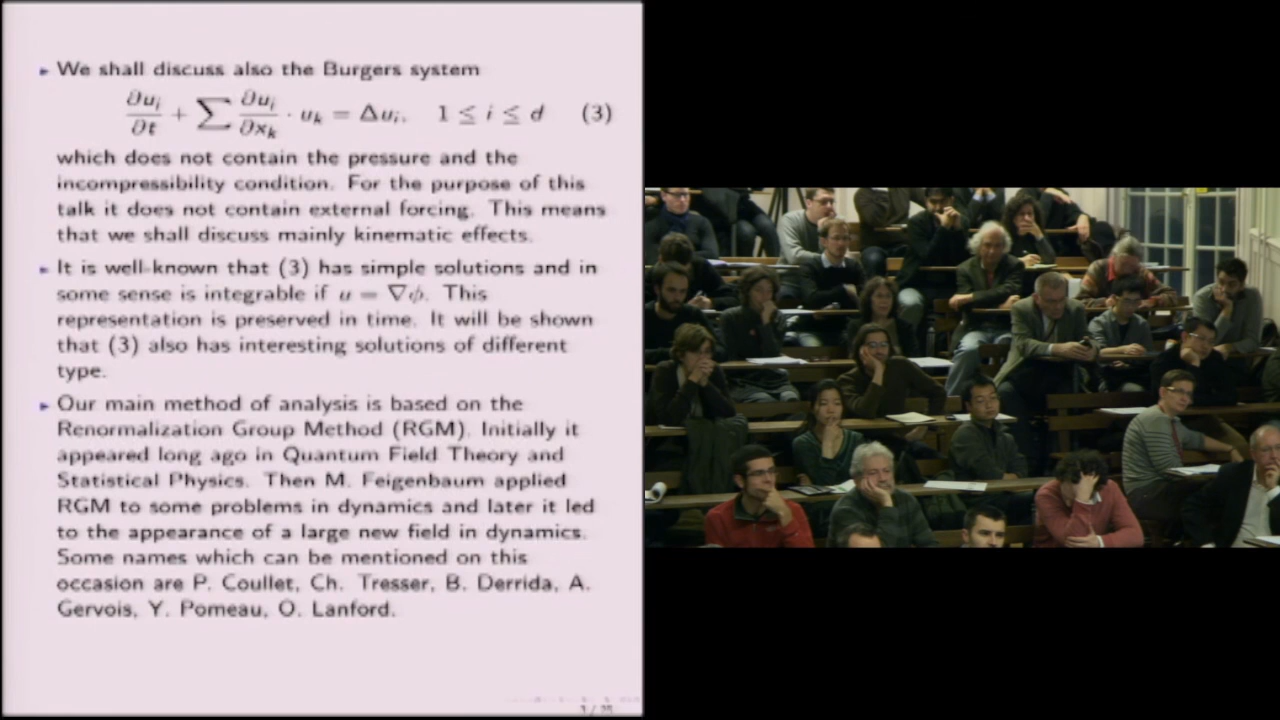 ► We shall discuss also the Burgers system
∂u_i/∂t + ∑ ∂u_i/∂x_k · u_k = Δu_i, 1 ≤ i ≤ d (3)
which does not contain the pressure and the
incompressibility condition. For the purpose of this
talk it does not contain external forcing. This means
that we shall discuss mainly kinematic effects.
► It is well-known that (3) has simple solutions and in
some sense is integrable if u = ∇ϕ. This
representation is preserved in time. It will be shown
that (3) also has interesting solutions of different
type.
► Our main method of analysis is based on the
Renormalization Group Method (RGM). Initially it
appeared long ago in Quantum Field Theory and
Statistical Physics. Then M. Feigenbaum applied
RGM to some problems in dynamics and later it led
to the appearance of a large new field in dynamics.
Some names which can be mentioned on this
occasion are P. Coullet, Ch. Tresser, B. Derrida, A.
Gervois, Y. Pomeau, O. Lanford.